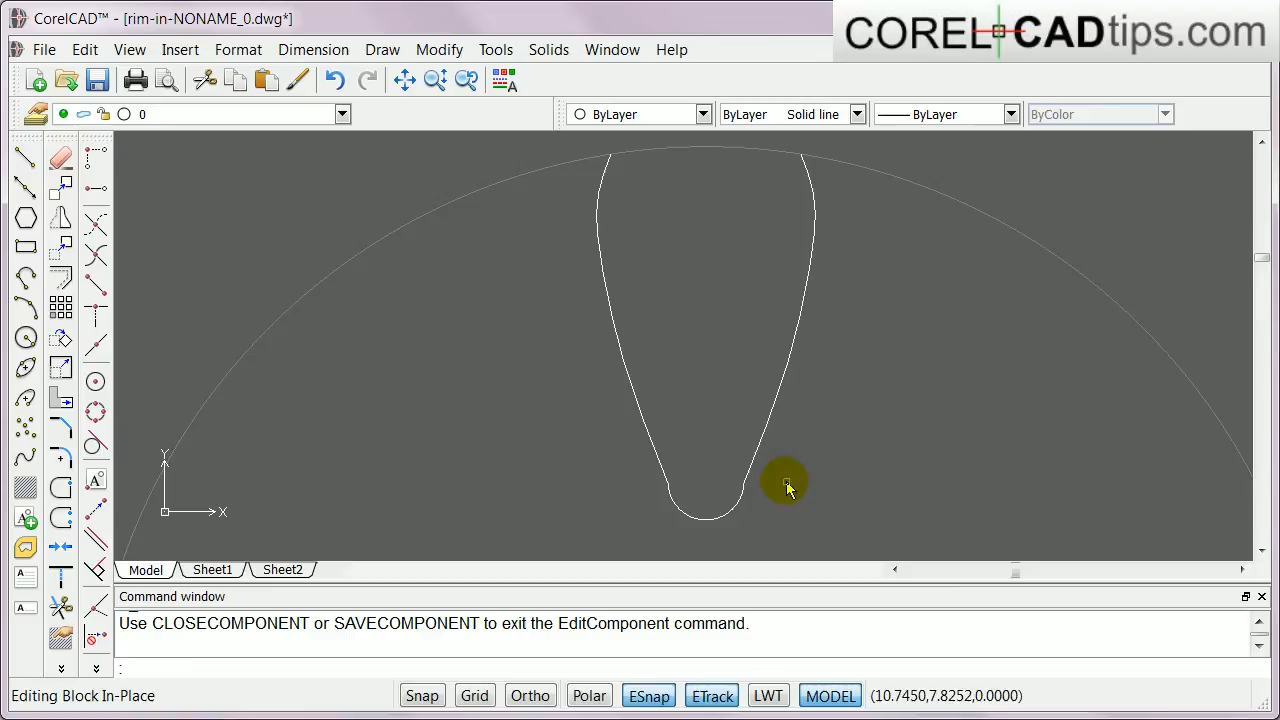 CorelCAD™ - [rim-in-NONAME_0.dwg*]
COREL CADtips.com
File Edit View Insert Format Dimension Draw Modify Tools Solids Window Help
0 ByLayer ByLayer Solid line ByLayer ByColor
Y
X
Model Sheet1 Sheet2
Command window
Use CLOSECOMPONENT or SAVECOMPONENT to exit the EditComponent command.
:
Editing Block In-Place Snap Grid Ortho Polar ESnap ETrack LWT MODEL (10.7450,7.8252,0.0000)